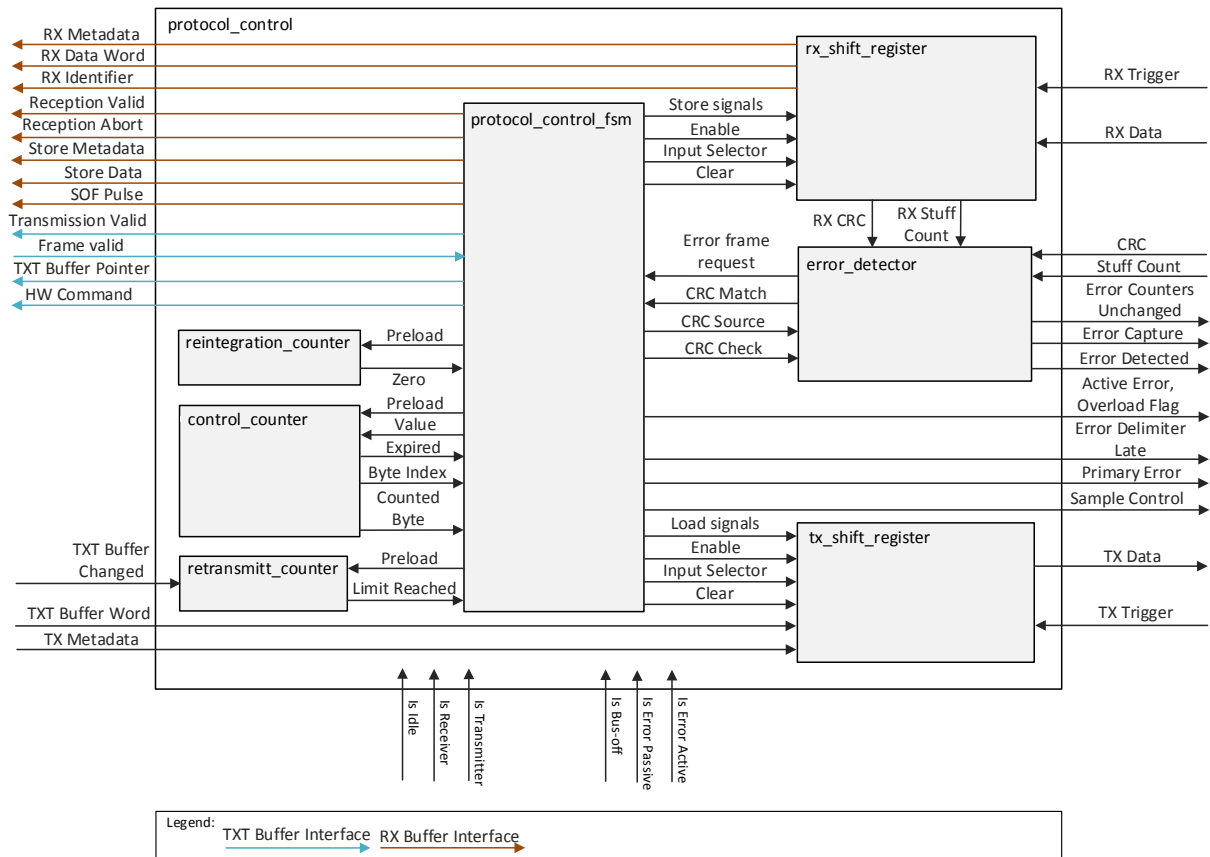 protocol_control
RX Metadata
RX Data Word
RX Identifier
Reception Valid
Reception Abort
Store Metadata
Store Data
SOF Pulse
Transmission Valid
Frame valid
TXT Buffer Pointer
HW Command
protocol_control_fsm
Store signals
Enable
Input Selector
Clear
rx_shift_register
RX Trigger
RX Data
RX CRC
RX Stuff
Count
Error frame
request
CRC Match
CRC Source
CRC Check
error_detector
CRC
Stuff Count
Error Counters
Unchanged
Error Capture
Error Detected
Active Error,
Overload Flag
Error Delimiter
Late
Primary Error
Sample Control
reintegration_counter
Preload
Zero
control_counter
Preload
Value
Expired
Byte Index
Counted
Byte
retransmitt_counter
Preload
Limit Reached
TXT Buffer
Changed
TXT Buffer Word
TX Metadata
Load signals
Enable
Input Selector
Clear
tx_shift_register
TX Data
TX Trigger
Is Idle
Is Receiver
Is Transmitter
Is Bus-off
Is Error Passive
Is Error Active
Legend:
TXT Buffer Interface
RX Buffer Interface